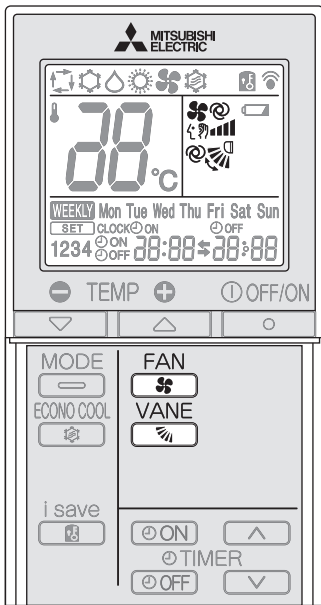 MITSUBISHI
ELECTRIC
88°C
WEEKLY Mon Tue Wed Thu Fri Sat Sun
SET CLOCK ON OFF
1234 ON OFF 88:88 88:88
TEMP OFF/ON
MODE FAN
ECONO COOL VANE
i save
ON
TIMER
OFF